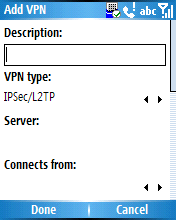 Add VPN
abc
Description:
VPN type:
IPSec/L2TP
Server:
Connects from:
Done
Cancel